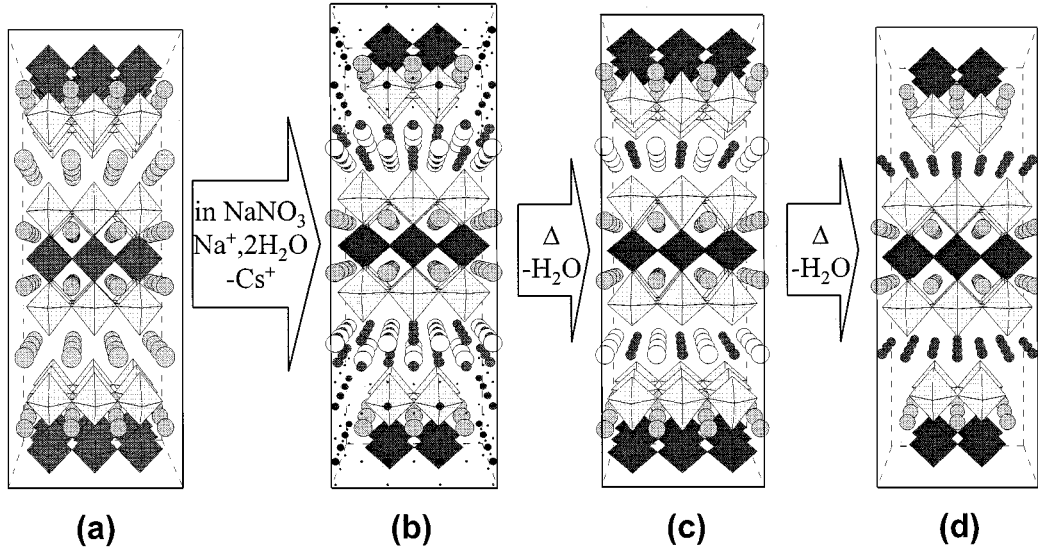 in NaNO₃
Na⁺,2H₂O
-Cs⁺
Δ
-H₂O
Δ
-H₂O
(a)
(b)
(c)
(d)